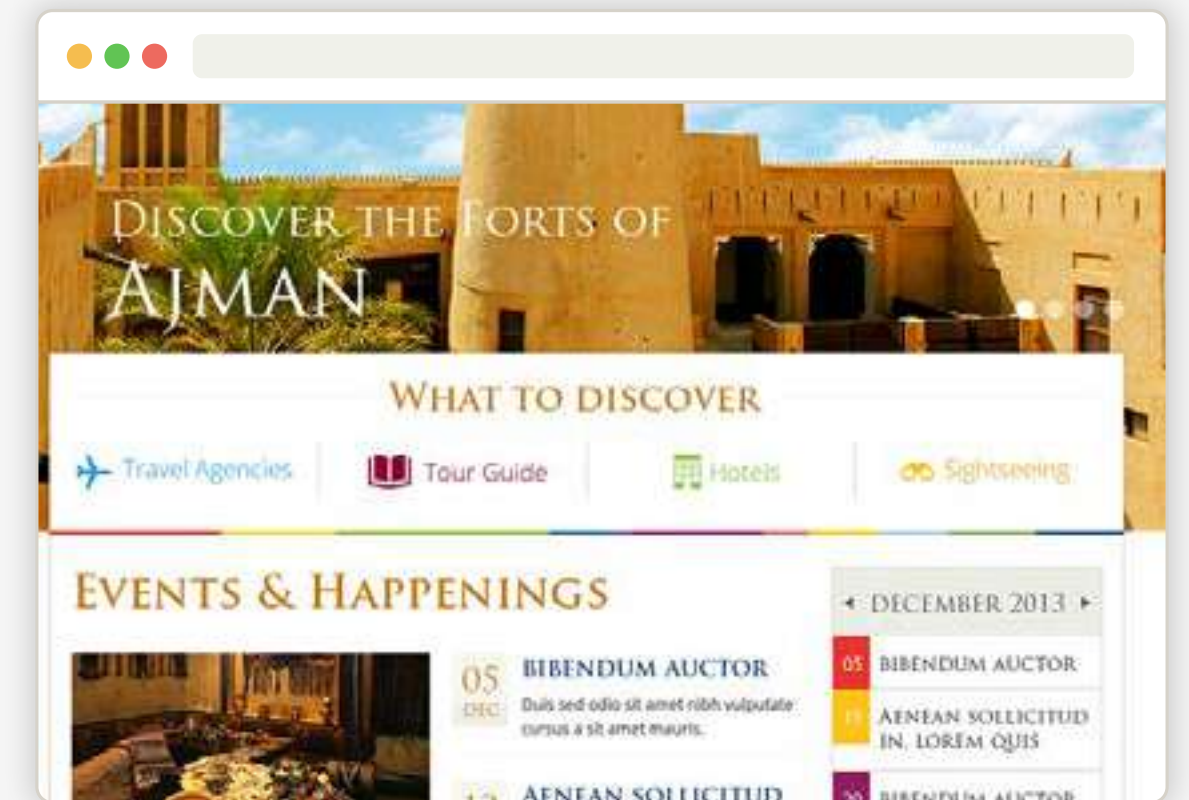 DISCOVER THE FORTS OF
AJMAN
WHAT TO DISCOVER
Travel Agencies
Tour Guide
Hotels
Sightseeing
EVENTS & HAPPENINGS
05
DEC
BIBENDUM AUCTOR
Duis sed odio sit amet nibh vulputate
cursus a sit amet mauris.
AENEAN SOLLICITUD
DECEMBER 2013
05
BIBENDUM AUCTOR
AENEAN SOLLICITUD
IN, LOREM QUIS
BIBENDUM AUCTOR